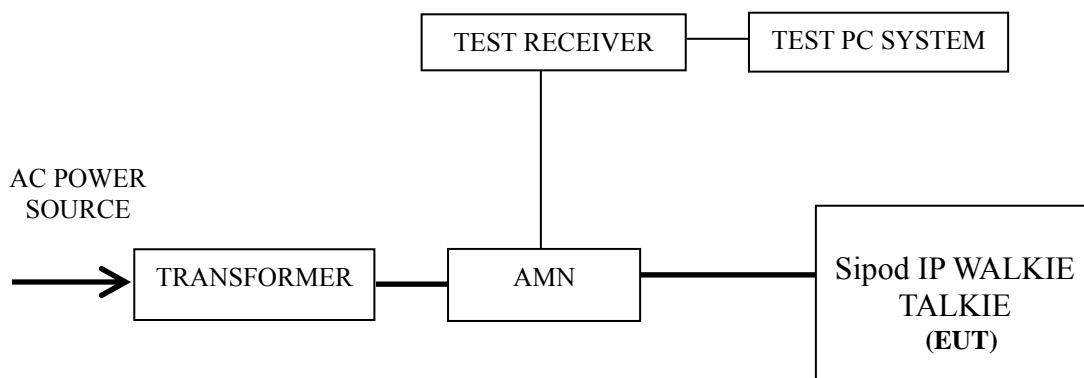 TEST RECEIVER
TEST PC SYSTEM
AC POWER
SOURCE
TRANSFORMER
AMN
Sipod IP WALKIE
TALKIE
(EUT)